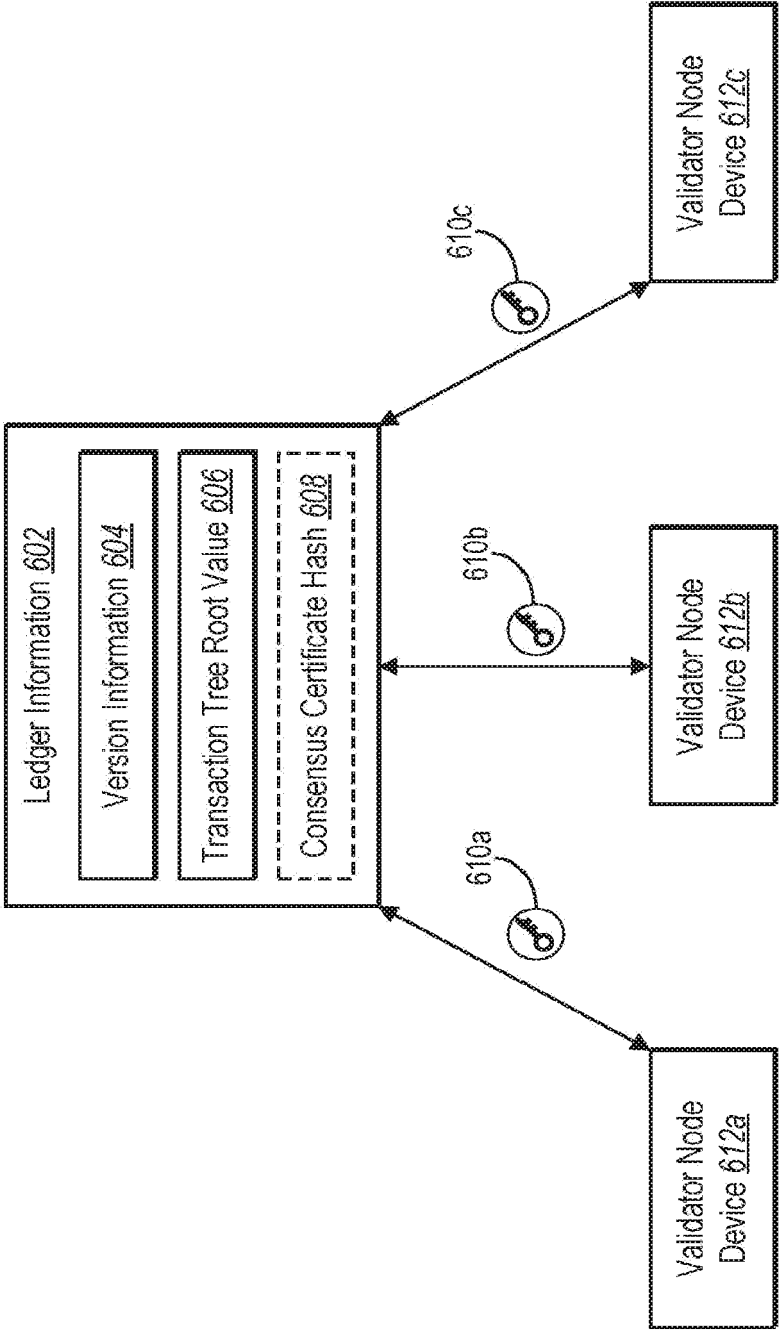 Ledger Information 602
Version Information 604
Transaction Tree Root Value 606
Consensus Certificate Hash 608
610a
610b
610c
Validator Node
Device 612a
Validator Node
Device 612b
Validator Node
Device 612c